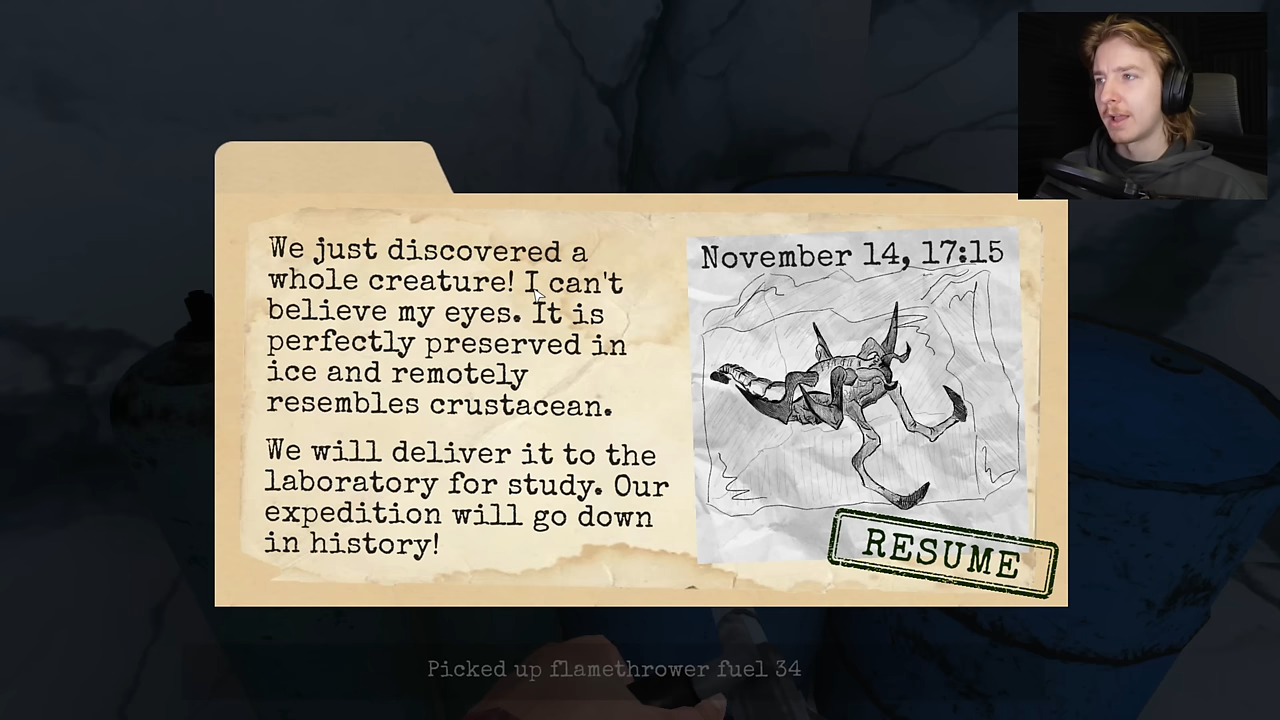 We just discovered a
whole creature! I can't
believe my eyes. It is
perfectly preserved in
ice and remotely
resembles crustacean.
We will deliver it to the
laboratory for study. Our
expedition will go down
in history!
November 14, 17:15
RESUME
Picked up flamethrower fuel 34